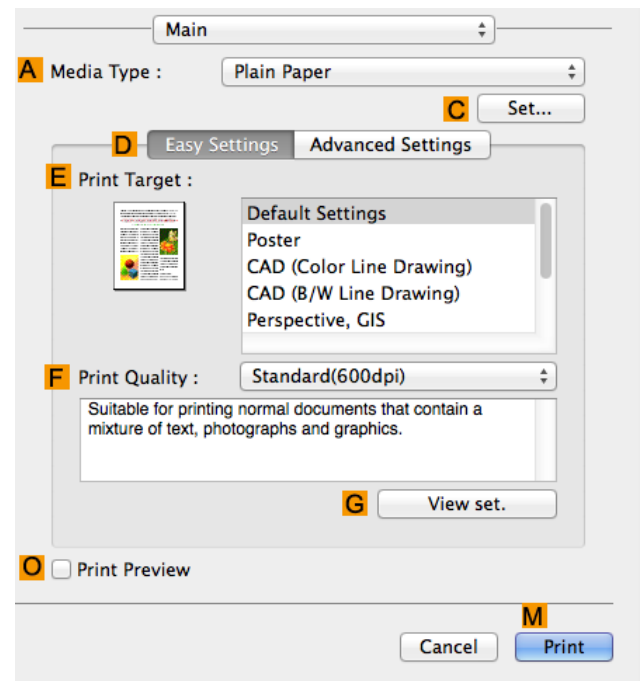 Main
A Media Type : Plain Paper
C Set...
D Easy Settings Advanced Settings
E Print Target :
Default Settings
Poster
CAD (Color Line Drawing)
CAD (B/W Line Drawing)
Perspective, GIS
F Print Quality : Standard(600dpi)
Suitable for printing normal documents that contain a
mixture of text, photographs and graphics.
G View set.
O Print Preview
M
Cancel Print